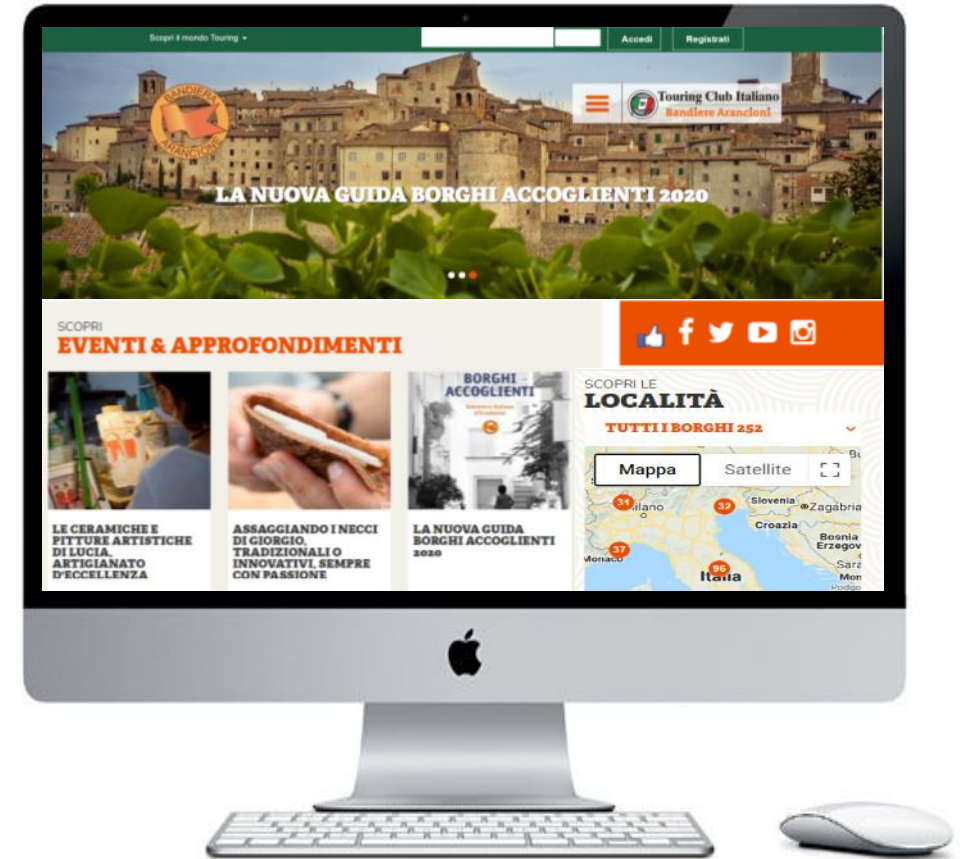 Scopri il mondo Touring
Accedi
Registrati
BANDIERA
ARANCIONE
Touring Club Italiano
Bandiere Arancioni
LA NUOVA GUIDA BORGHI ACCOGLIENTI 2020
SCOPRI
EVENTI & APPROFONDIMENTI
BORGHI
ACCOGLIENTI
LE CERAMICHE E
PITTURE ARTISTICHE
DI LUCIA,
ARTIGIANATO
D'ECCELLENZA
ASSAGGIANDO I NECCI
DI GIORGIO,
TRADIZIONALI O
INNOVATIVI, SEMPRE
CON PASSIONE
LA NUOVA GUIDA
BORGHI ACCOGLIENTI
2020
SCOPRI LE
LOCALITÀ
TUTTI I BORGHI 252
Mappa
Satellite
31
ilano
32
Slovenia
Zagabria
Croazia
Bosnia
Erzegov
37
Monaco
Sara
96
Italia
Mon